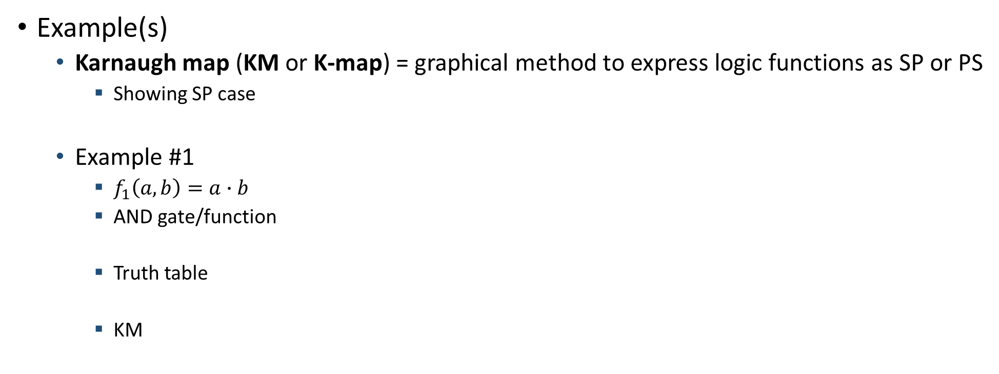 • Example(s)
• Karnaugh map (KM or K-map) = graphical method to express logic functions as SP or PS
▪ Showing SP case
• Example #1
▪ f₁(a, b) = a · b
▪ AND gate/function
▪ Truth table
▪ KM